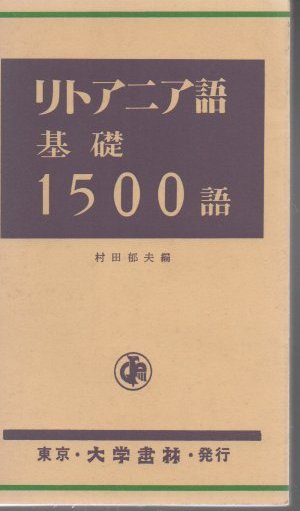 リトアニア語
基礎
1500語
村田郁夫編
東京・大学書林・発行